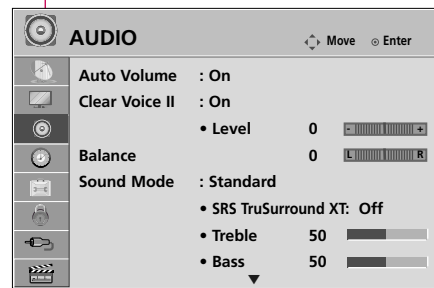 AUDIO Move Enter
Auto Volume : On
Clear Voice II : On
• Level 0 - +
Balance 0 L R
Sound Mode : Standard
• SRS TruSurround XT: Off
• Treble 50
• Bass 50